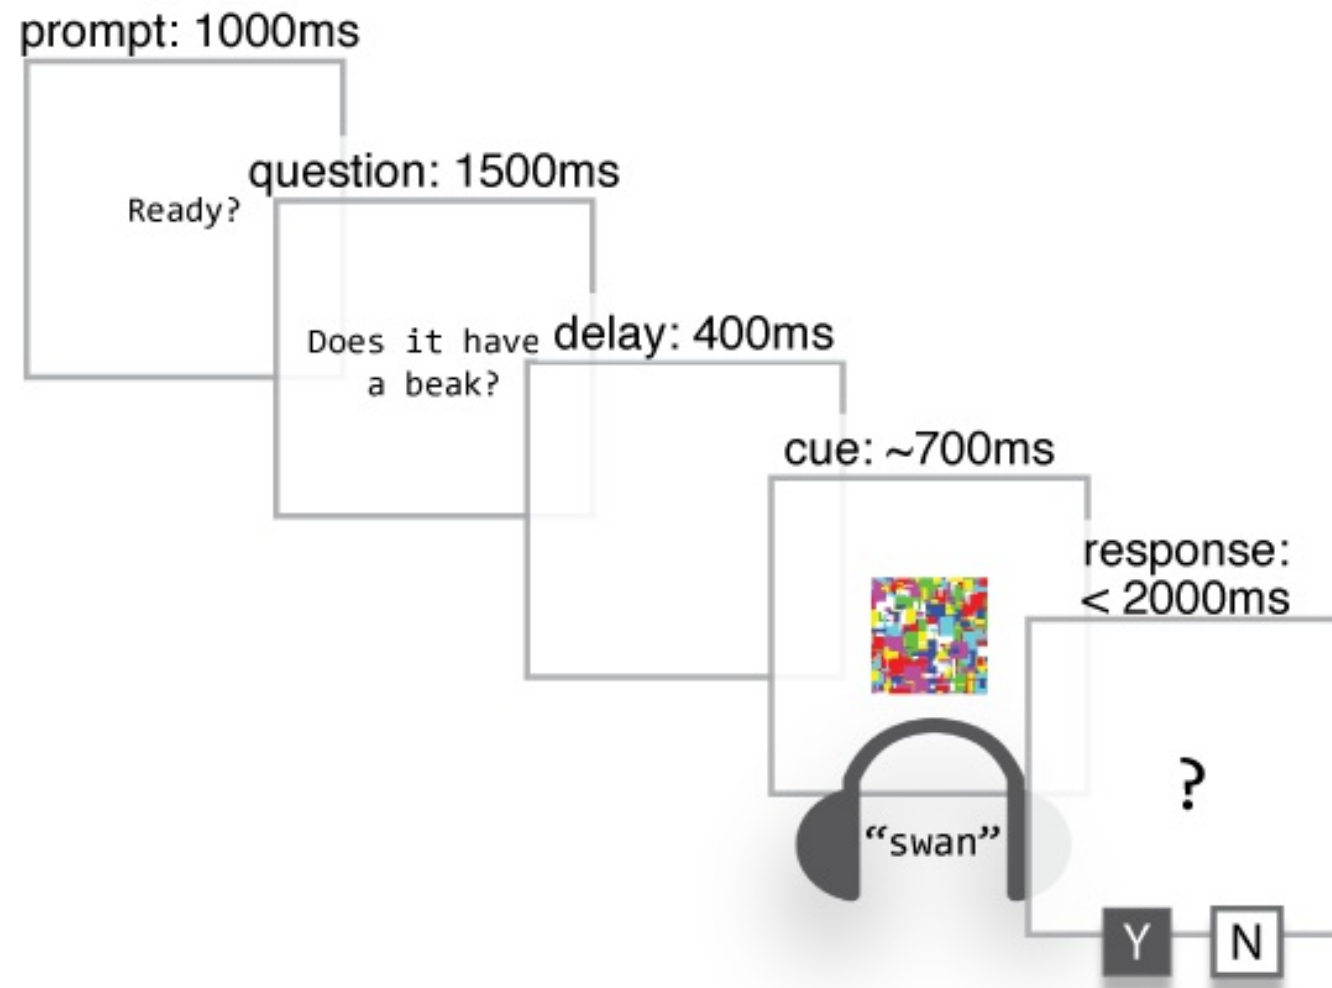 prompt: 1000ms
Ready?
question: 1500ms
Does it have
a beak?
delay: 400ms
cue: ~700ms
“swan”
response:
< 2000ms
?
Y N